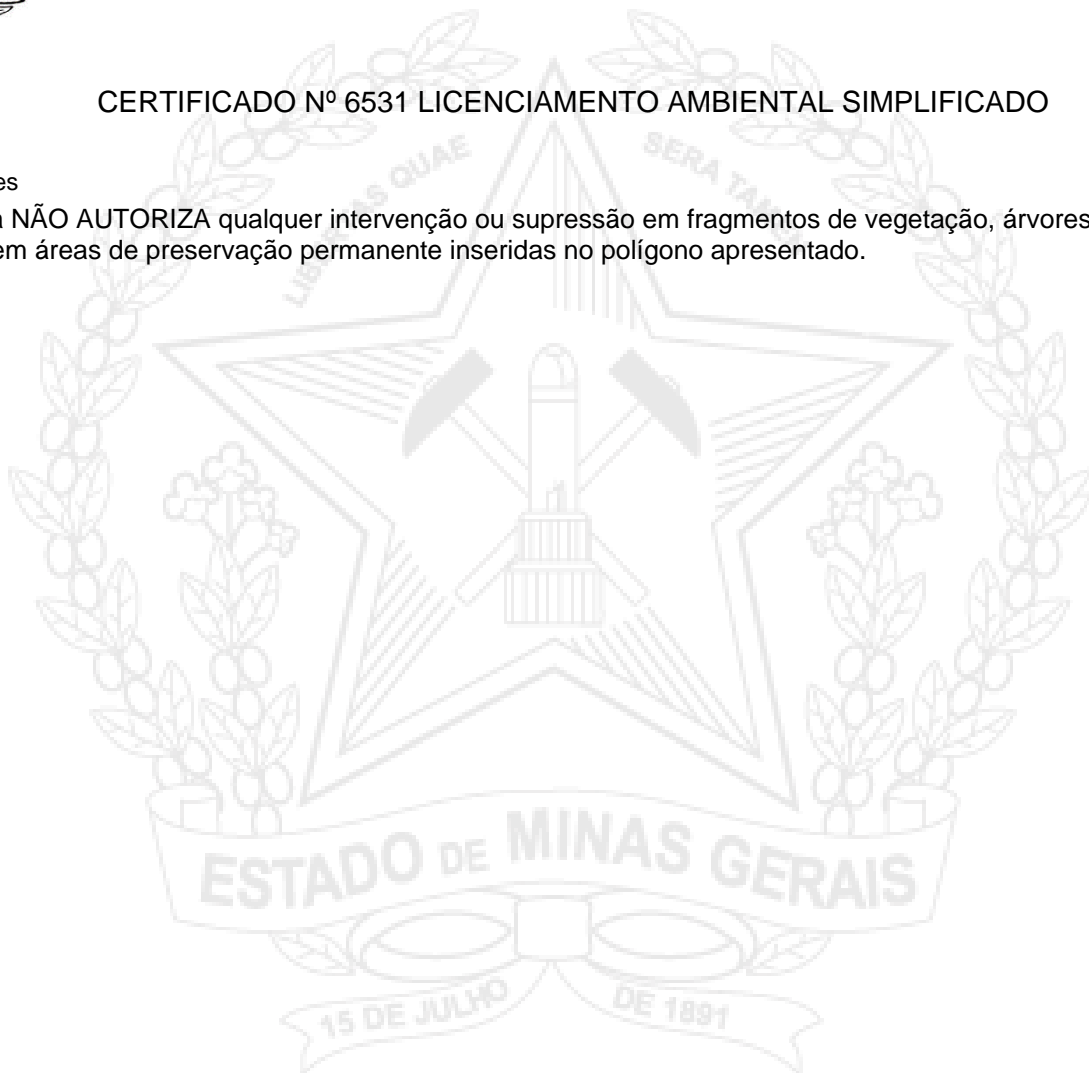 CERTIFICADO Nº 6531 LICENCIAMENTO AMBIENTAL SIMPLIFICADO
es
a NÃO AUTORIZA qualquer intervenção ou supressão em fragmentos de vegetação, árvores
em áreas de preservação permanente inseridas no polígono apresentado.
LIBERTAS QUAE SERA TAMEN
ESTADO DE MINAS GERAIS
15 DE JULHO DE 1891